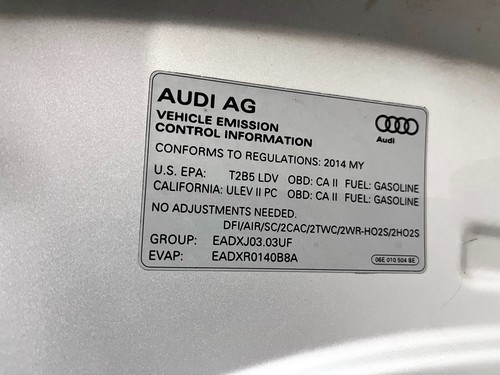 AUDI AG
VEHICLE EMISSION
CONTROL INFORMATION
Audi
CONFORMS TO REGULATIONS: 2014 MY
U.S. EPA: T2B5 LDV OBD: CA II FUEL: GASOLINE
CALIFORNIA: ULEV II PC OBD: CA II FUEL: GASOLINE
NO ADJUSTMENTS NEEDED.
DFI/AIR/SC/2CAC/2TWC/2WR-HO2S/2HO2S
GROUP: EADXJ03.03UF
EVAP: EADXR0140B8A
06E 010 504 BE